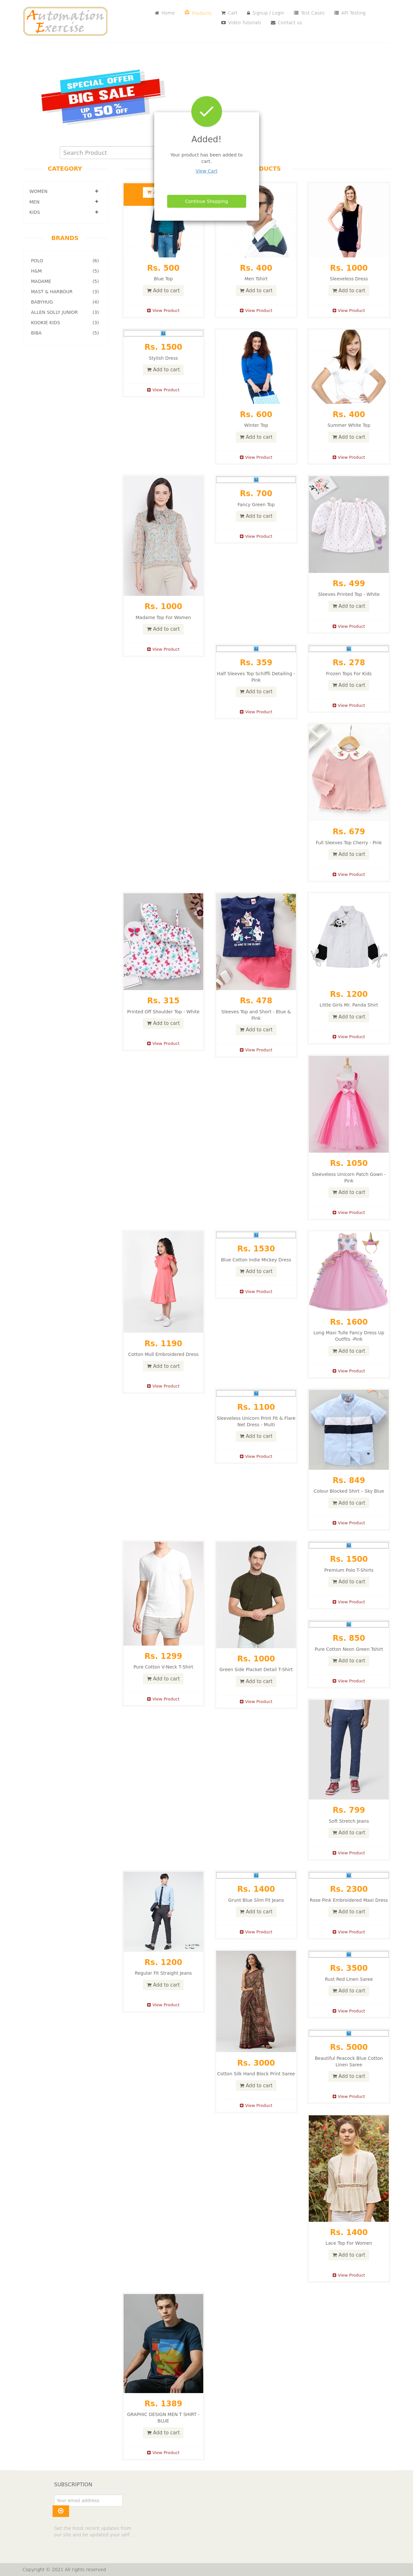 Automation
Exercise
Home
Products
Cart
Signup / Login
Test Cases
API Testing
Video Tutorials
Contact us
SPECIAL OFFER
BIG SALE
UP TO 50% OFF
Search Product
Added!
Your product has been added to
cart.
View Cart
Continue Shopping
CATEGORY
WOMEN
MEN
KIDS
BRANDS
POLO (6)
H&M (5)
MADAME (5)
MAST & HARBOUR (3)
BABYHUG (4)
ALLEN SOLLY JUNIOR (3)
KOOKIE KIDS (3)
BIBA (5)
Rs. 500
Blue Top
Add to cart
View Product
Rs. 400
Men Tshirt
Add to cart
View Product
Rs. 1000
Sleeveless Dress
Add to cart
View Product
Rs. 1500
Stylish Dress
Add to cart
View Product
Rs. 600
Winter Top
Add to cart
View Product
Rs. 400
Summer White Top
Add to cart
View Product
Rs. 1000
Madame Top For Women
Add to cart
View Product
Rs. 700
Fancy Green Top
Add to cart
View Product
Rs. 499
Sleeves Printed Top - White
Add to cart
View Product
Rs. 359
Half Sleeves Top Schiffli Detailing -
Pink
Add to cart
View Product
Rs. 278
Frozen Tops For Kids
Add to cart
View Product
Rs. 679
Full Sleeves Top Cherry - Pink
Add to cart
View Product
Rs. 315
Printed Off Shoulder Top - White
Add to cart
View Product
Rs. 478
Sleeves Top and Short - Blue &
Pink
Add to cart
View Product
Rs. 1200
Little Girls Mr. Panda Shirt
Add to cart
View Product
Rs. 1050
Sleeveless Unicorn Patch Gown -
Pink
Add to cart
View Product
Rs. 1190
Cotton Mull Embroidered Dress
Add to cart
View Product
Rs. 1530
Blue Cotton Indie Mickey Dress
Add to cart
View Product
Rs. 1600
Long Maxi Tulle Fancy Dress Up
Outfits -Pink
Add to cart
View Product
Rs. 1100
Sleeveless Unicorn Print Fit & Flare
Net Dress - Multi
Add to cart
View Product
Rs. 849
Colour Blocked Shirt – Sky Blue
Add to cart
View Product
Rs. 1299
Pure Cotton V-Neck T-Shirt
Add to cart
View Product
Rs. 1000
Green Side Placket Detail T-Shirt
Add to cart
View Product
Rs. 1500
Premium Polo T-Shirts
Add to cart
View Product
Rs. 850
Pure Cotton Neon Green Tshirt
Add to cart
View Product
Rs. 799
Soft Stretch Jeans
Add to cart
View Product
Rs. 1200
Regular Fit Straight Jeans
Add to cart
View Product
Rs. 1400
Grunt Blue Slim Fit Jeans
Add to cart
View Product
Rs. 2300
Rose Pink Embroidered Maxi Dress
Add to cart
View Product
Rs. 3000
Cotton Silk Hand Block Print Saree
Add to cart
View Product
Rs. 3500
Rust Red Linen Saree
Add to cart
View Product
Rs. 5000
Beautiful Peacock Blue Cotton
Linen Saree
Add to cart
View Product
Rs. 1400
Lace Top For Women
Add to cart
View Product
Rs. 1389
GRAPHIC DESIGN MEN T SHIRT -
BLUE
Add to cart
View Product
SUBSCRIPTION
Your email address
Get the most recent updates from
our site and be updated your self...
Copyright © 2021 All rights reserved